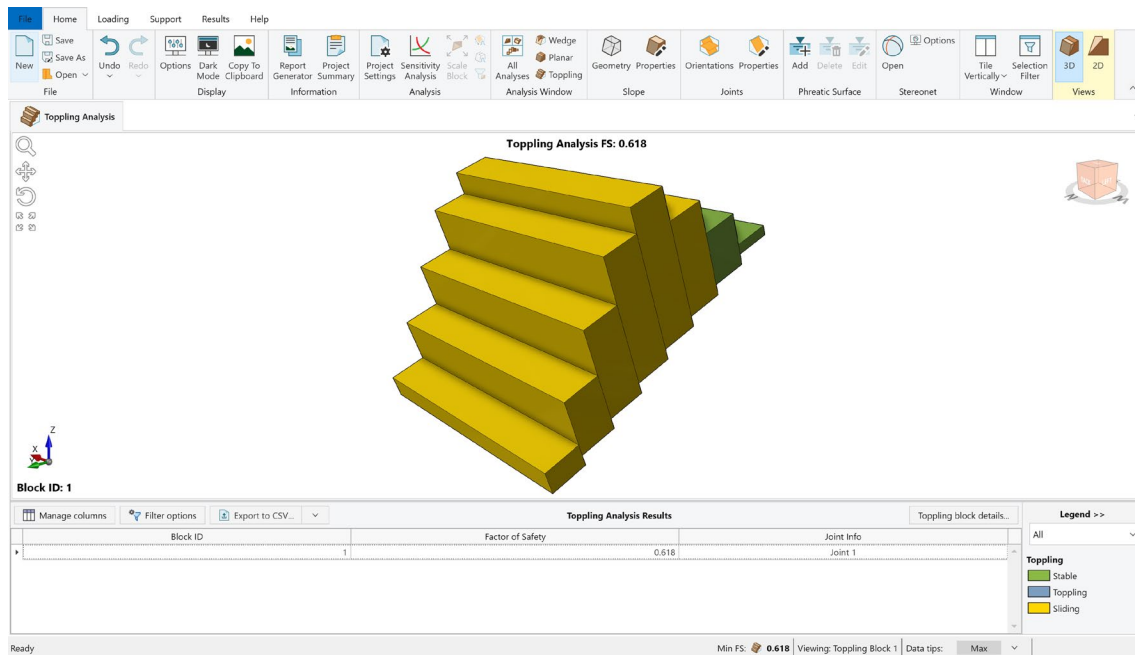 File Home Loading Support Results Help
New Save Save As Open Undo Redo Options Dark Mode Copy To Clipboard Report Generator Project Summary Project Settings Sensitivity Analysis Scale Block All Analyses Wedge Planar Toppling Geometry Properties Orientations Properties Add Delete Edit Open Options Tile Vertically Selection Filter 3D 2D
File Display Information Analysis Analysis Window Slope Joints Phreatic Surface Stereonet Window Views
Toppling Analysis
Toppling Analysis FS: 0.618
Z
X
Block ID: 1
Manage columns Filter options Export to CSV... Toppling Analysis Results Toppling block details... Legend >>
Block ID Factor of Safety Joint Info All
1 0.618 Joint 1
Toppling
Stable
Toppling
Sliding
Ready Min FS: 0.618 Viewing: Toppling Block 1 Data tips: Max